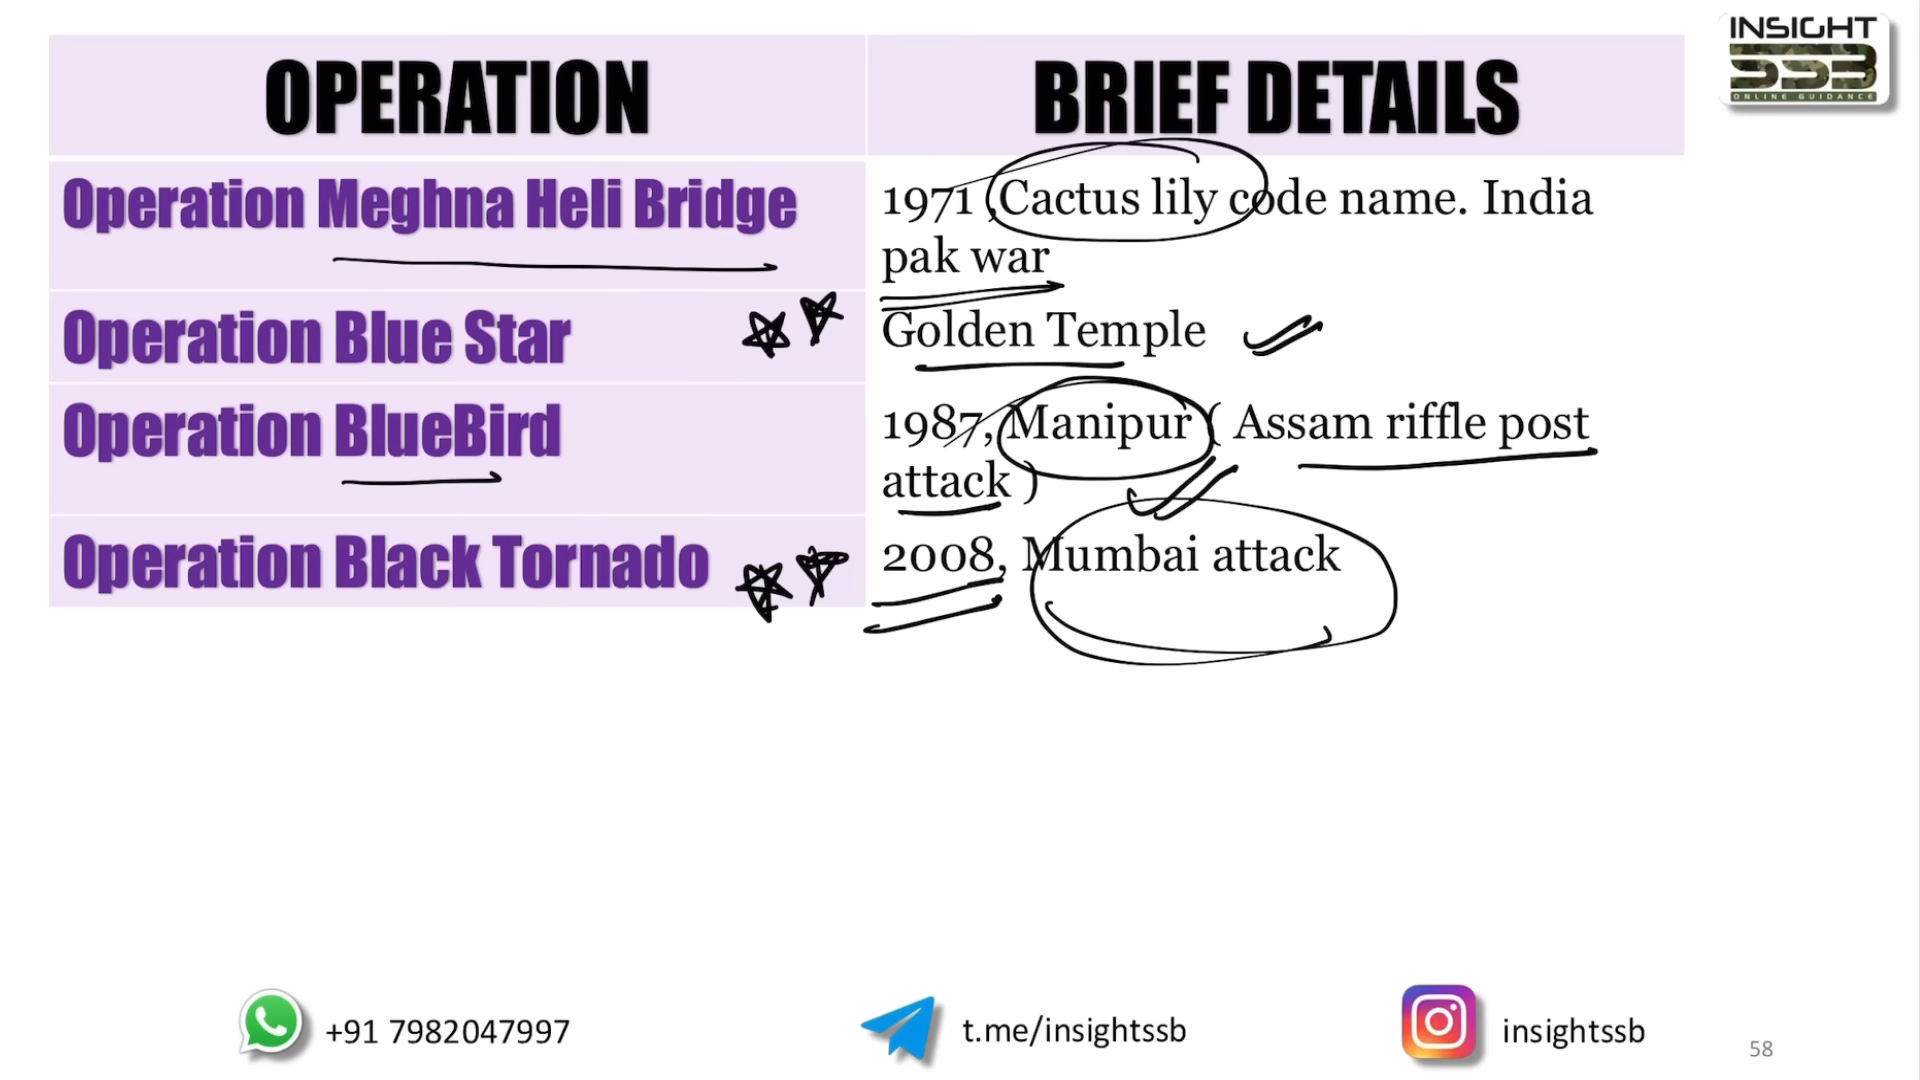 INSIGHT
SSB
ONLINE GUIDANCE
OPERATION
BRIEF DETAILS
Operation Meghna Heli Bridge
1971 ,Cactus lily code name. India
pak war
Operation Blue Star
Golden Temple
Operation BlueBird
1987, Manipur ( Assam riffle post
attack )
Operation Black Tornado
2008, Mumbai attack
+91 7982047997
t.me/insightssb
insightssb
58